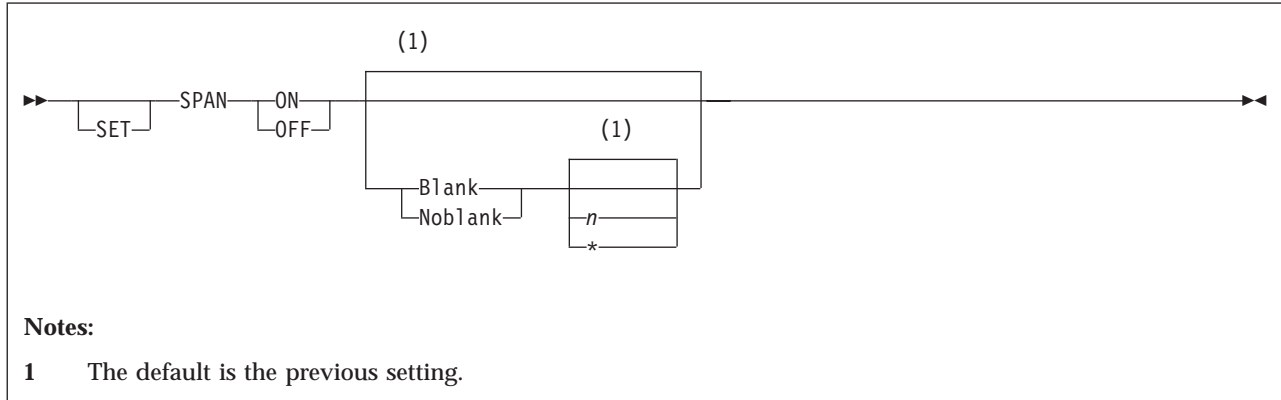 (1)
SPAN ON
SET OFF (1)
Blank
Noblank n
*
Notes:
1 The default is the previous setting.